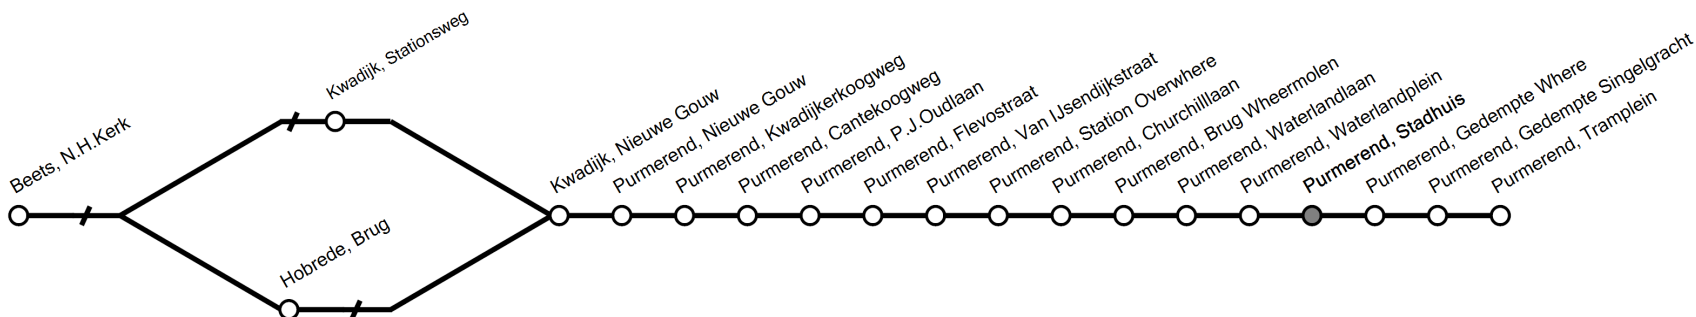 Beets, N.H.Kerk
Kwadijk, Stationsweg
Hobrede, Brug
Kwadijk, Nieuwe Gouw
Purmerend, Nieuwe Gouw
Purmerend, Kwadijkerkoogweg
Purmerend, Cantekoogweg
Purmerend, P.J.Oudlaan
Purmerend, Flevostraat
Purmerend, Van IJsendijkstraat
Purmerend, Station Overwhere
Purmerend, Churchilllaan
Purmerend, Brug Wheermolen
Purmerend, Waterlandlaan
Purmerend, Waterlandplein
Purmerend, Stadhuis
Purmerend, Gedempte Where
Purmerend, Gedempte Singelgracht
Purmerend, Tramplein